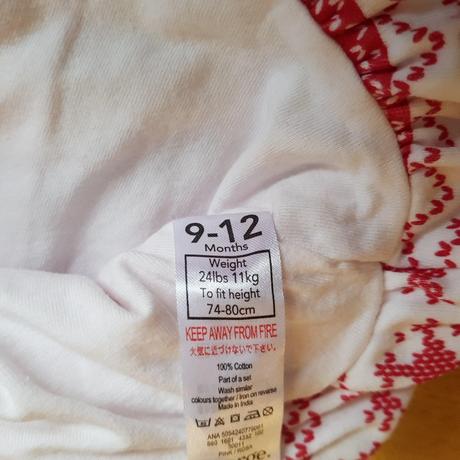 9-12
Months
Weight
24lbs 11kg
To fit height
74-80cm
KEEP AWAY FROM FIRE
火気に近づけないで下さい。
100% Cotton
Part of a set
Wash similar
colours together / Iron on reverse
Made in India